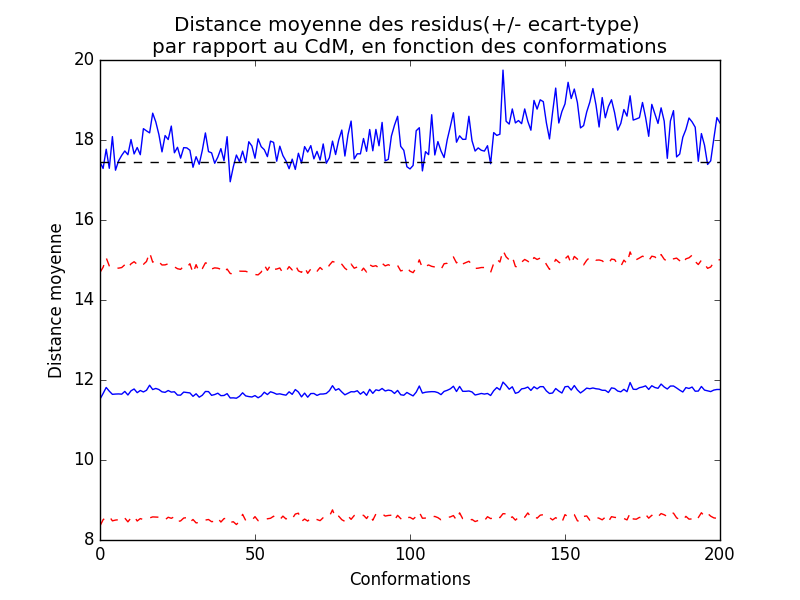 Distance moyenne des residus(+/- ecart-type)
par rapport au CdM, en fonction des conformations
20
18
16
14
12
10
8
Distance moyenne
0 50 100 150 200
Conformations